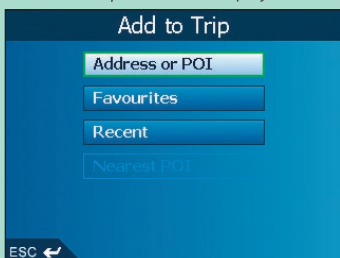 Add to Trip
Address or POI
Favourites
Recent
Nearest POI
ESC